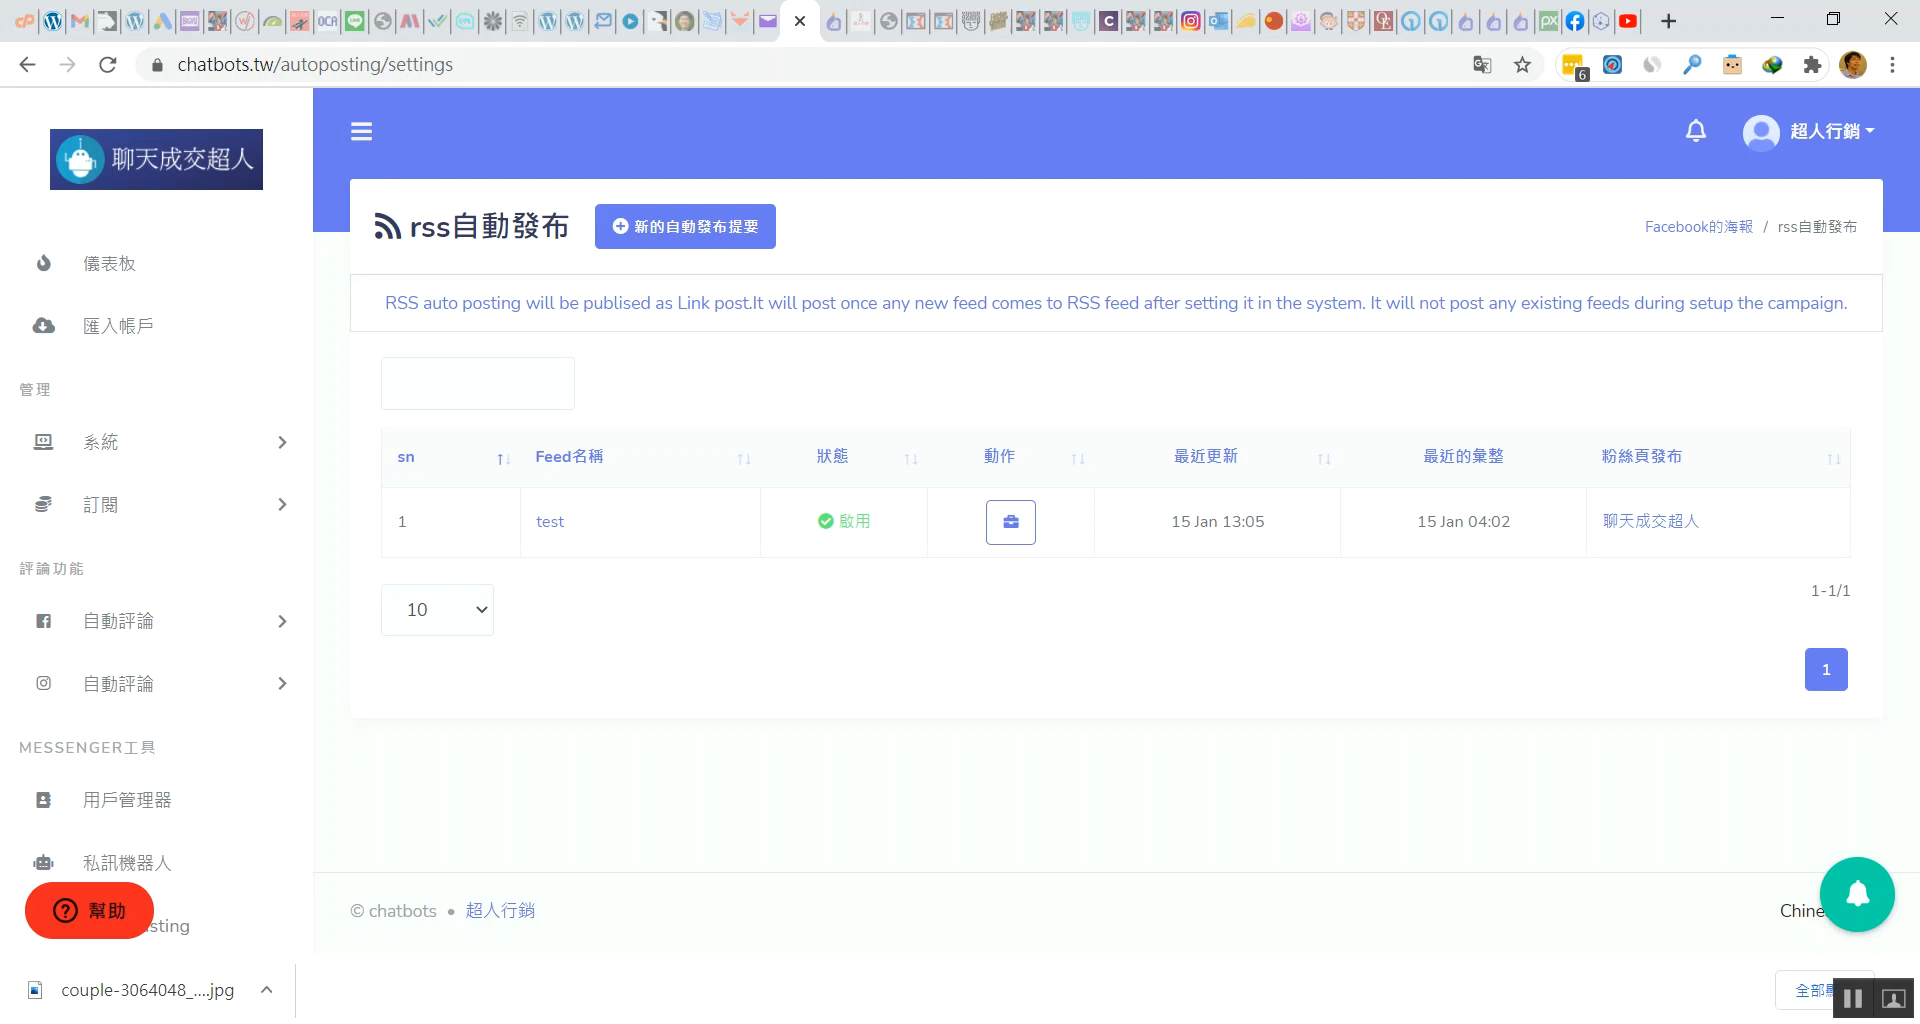 chatbots.tw/autoposting/settings
6
聊天成交超人
超人行銷
rss自動發布
新的自動發布提要
Facebook的海報 / rss自動發布
RSS auto posting will be publised as Link post.It will post once any new feed comes to RSS feed after setting it in the system. It will not post any existing feeds during setup the campaign.
儀表板
匯入帳戶
管理
系統
訂閱
評論功能
自動評論
自動評論
MESSENGER工具
用戶管理器
私訊機器人
幫助
sting
sn Feed名稱 狀態 動作 最近更新 最近的彙整 粉絲頁發布
1 test 啟用 15 Jan 13:05 15 Jan 04:02 聊天成交超人
10
1-1/1
1
© chatbots • 超人行銷
Chine
couple-3064048_....jpg
全部